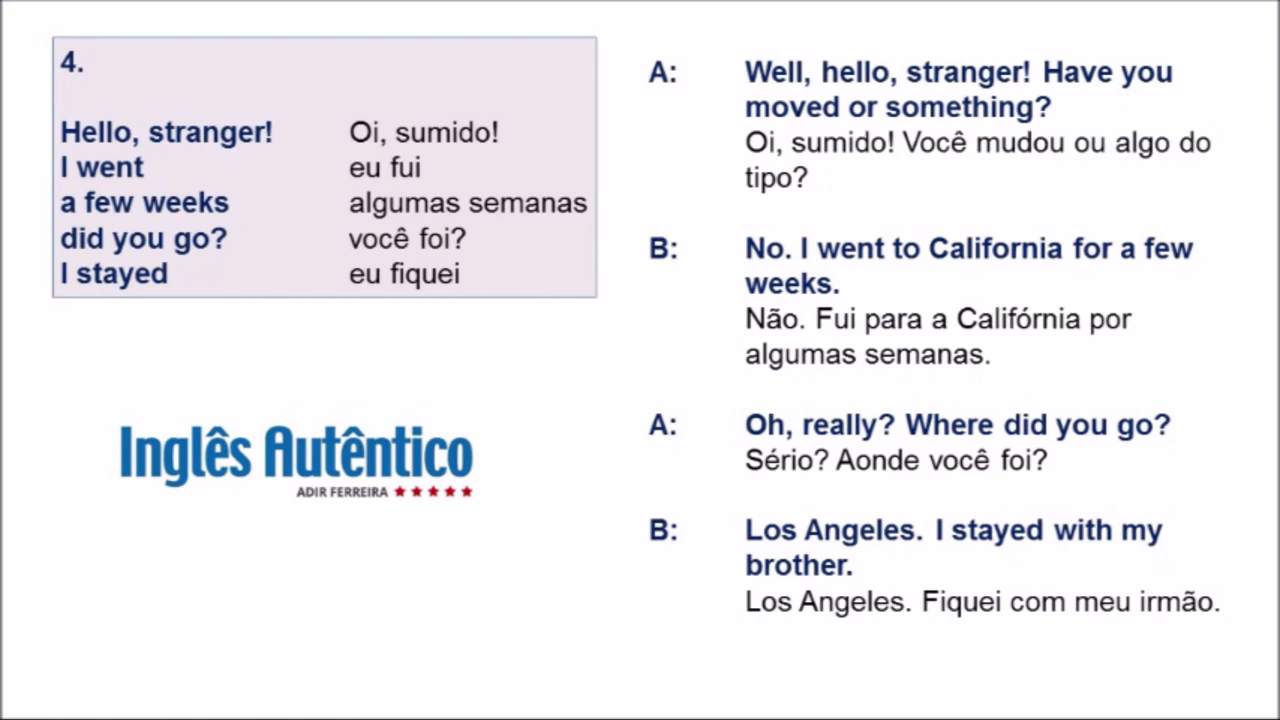 4.
Hello, stranger! Oi, sumido!
I went eu fui
a few weeks algumas semanas
did you go? você foi?
I stayed eu fiquei
Inglês Autêntico
ADIR FERREIRA ★★★★★
A: Well, hello, stranger! Have you
moved or something?
Oi, sumido! Você mudou ou algo do
tipo?
B: No. I went to California for a few
weeks.
Não. Fui para a Califórnia por
algumas semanas.
A: Oh, really? Where did you go?
Sério? Aonde você foi?
B: Los Angeles. I stayed with my
brother.
Los Angeles. Fiquei com meu irmão.